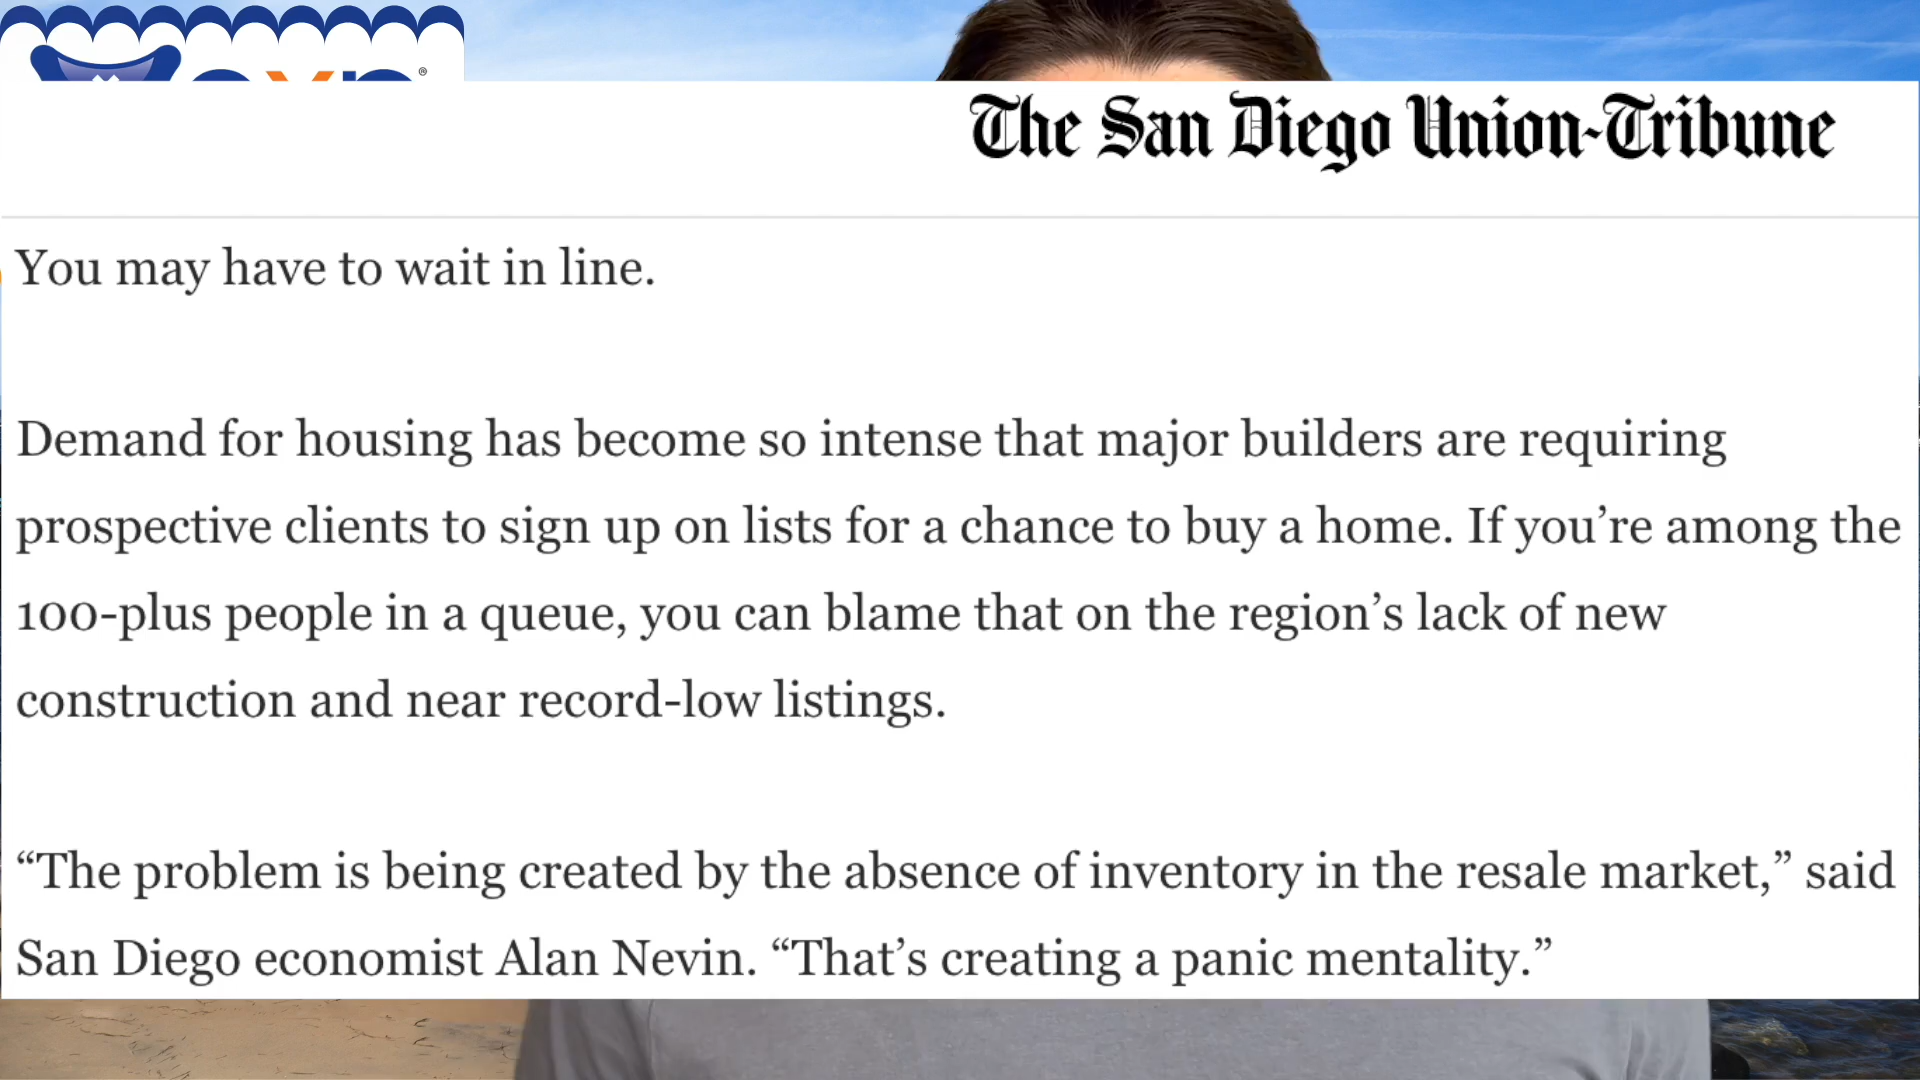 The San Diego Union-Tribune
You may have to wait in line.
Demand for housing has become so intense that major builders are requiring
prospective clients to sign up on lists for a chance to buy a home. If you’re among the
100-plus people in a queue, you can blame that on the region’s lack of new
construction and near record-low listings.
“The problem is being created by the absence of inventory in the resale market,” said
San Diego economist Alan Nevin. “That’s creating a panic mentality.”